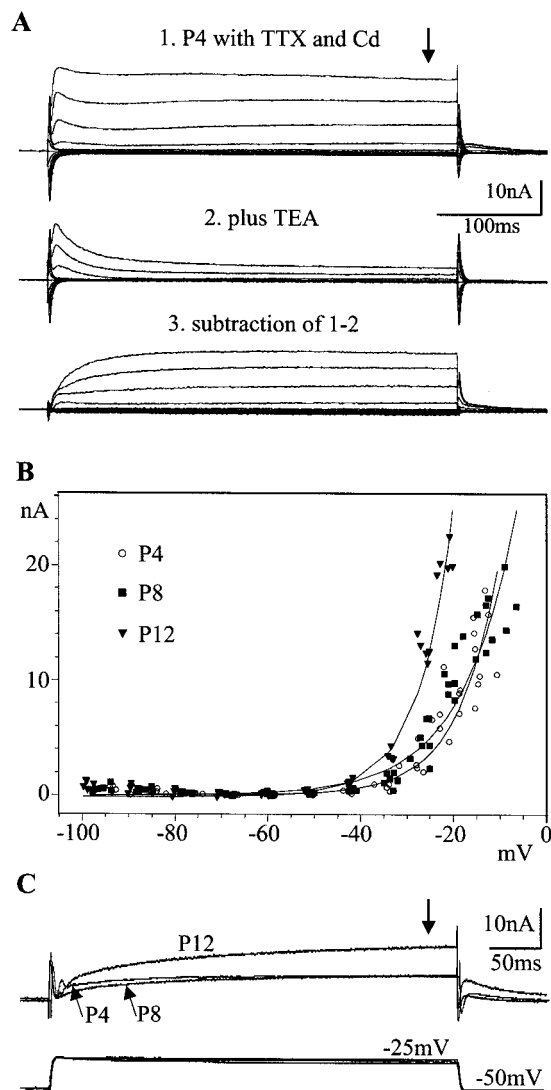 A
1. P4 with TTX and Cd
10nA
100ms
2. plus TEA
3. subtraction of 1-2
B
nA
P4
P8
P12
20
10
0
-100 -80 -60 -40 -20 0
mV
C
P12
10nA
50ms
P4 P8
-25mV
-50mV